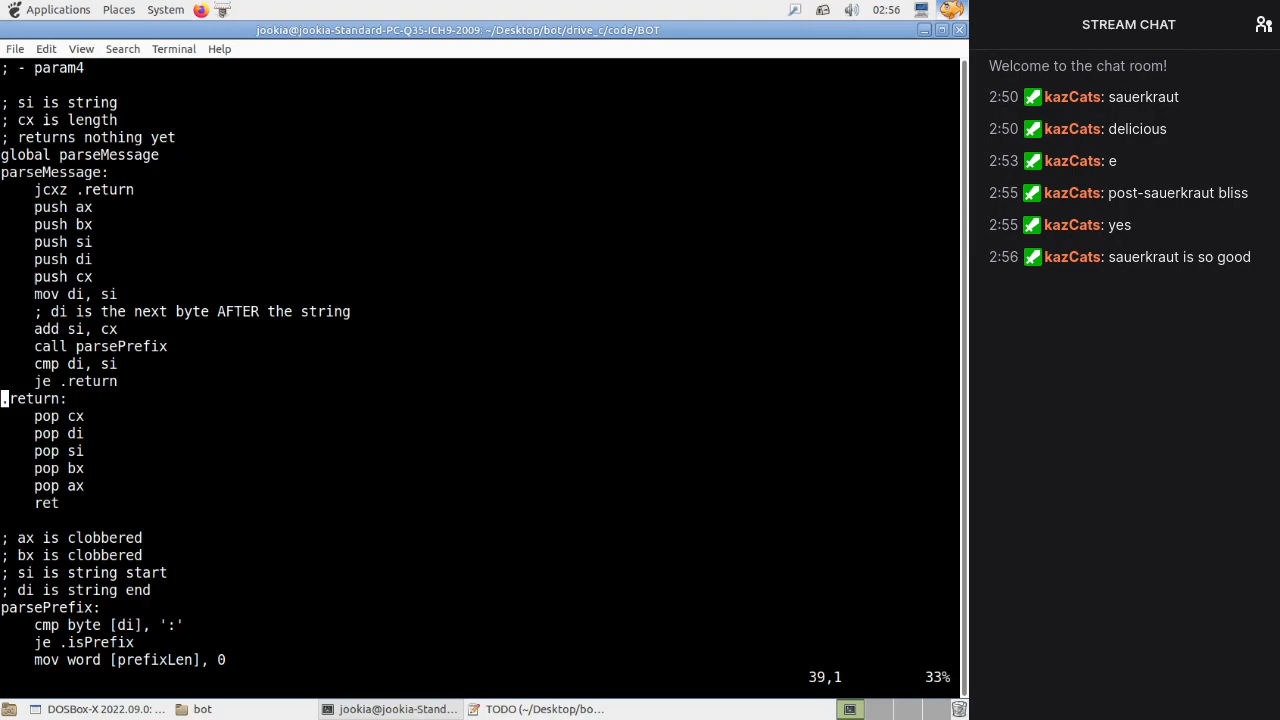 Applications Places System 02:56
jookia@jookia-Standard-PC-Q35-ICH9-2009: ~/Desktop/bot/drive_c/code/BOT
File Edit View Search Terminal Help
; - param4
; si is string
; cx is length
; returns nothing yet
global parseMessage
parseMessage:
jcxz .return
push ax
push bx
push si
push di
push cx
mov di, si
; di is the next byte AFTER the string
add si, cx
call parsePrefix
cmp di, si
je .return
.return:
pop cx
pop di
pop si
pop bx
pop ax
ret
; ax is clobbered
; bx is clobbered
; si is string start
; di is string end
parsePrefix:
cmp byte [di], ':'
je .isPrefix
mov word [prefixLen], 0
39,1 33%
DOSBox-X 2022.09.0: ... bot jookia@jookia-Stand... TODO (~/Desktop/bo...
STREAM CHAT
Welcome to the chat room!
2:50 kazCats: sauerkraut
2:50 kazCats: delicious
2:53 kazCats: e
2:55 kazCats: post-sauerkraut bliss
2:55 kazCats: yes
2:56 kazCats: sauerkraut is so good